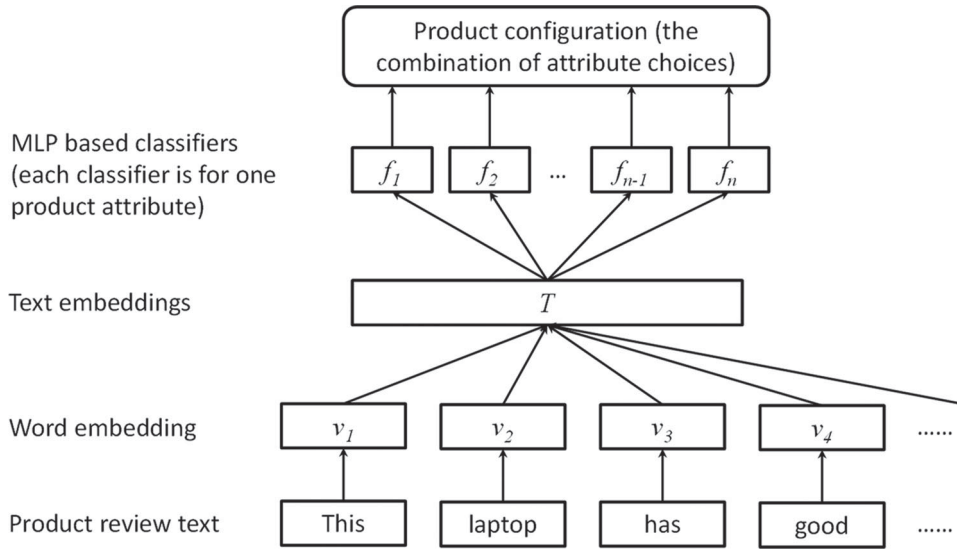 Product configuration (the
combination of attribute choices)
MLP based classifiers
(each classifier is for one
product attribute)
f1 f2 ... fn-1 fn
Text embeddings T
Word embedding v1 v2 v3 v4 ......
Product review text This laptop has good ......